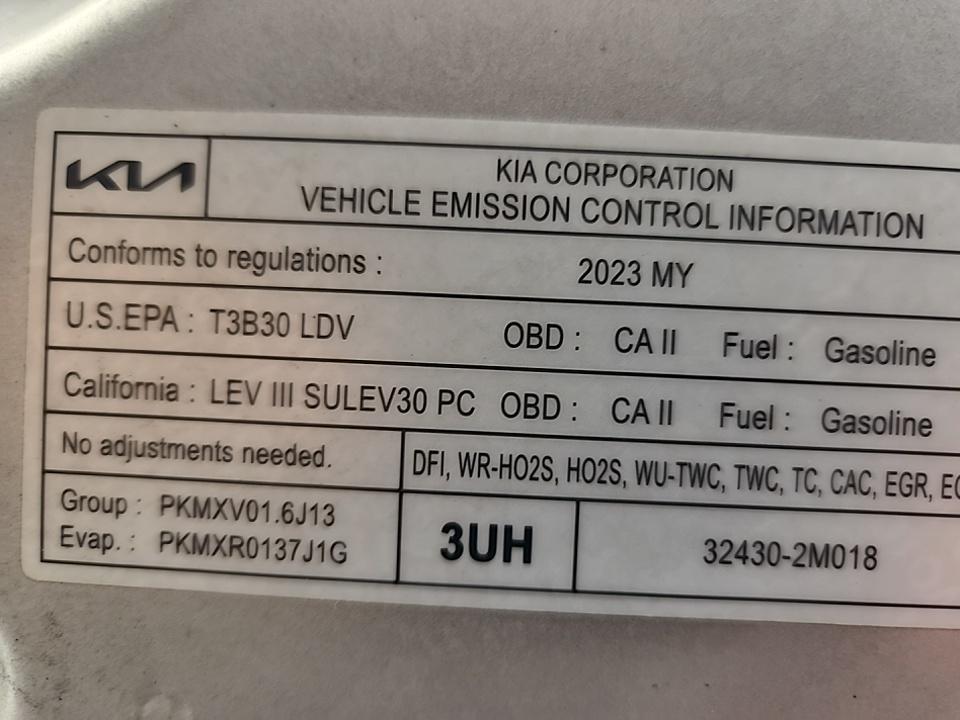 KIA
KIA CORPORATION
VEHICLE EMISSION CONTROL INFORMATION
Conforms to regulations : 2023 MY
U.S.EPA : T3B30 LDV OBD : CA II Fuel : Gasoline
California : LEV III SULEV30 PC OBD : CA II Fuel : Gasoline
No adjustments needed.
DFI, WR-HO2S, HO2S, WU-TWC, TWC, TC, CAC, EGR,
Group : PKMXV01.6J13
Evap. : PKMXR0137J1G
3UH
32430-2M018